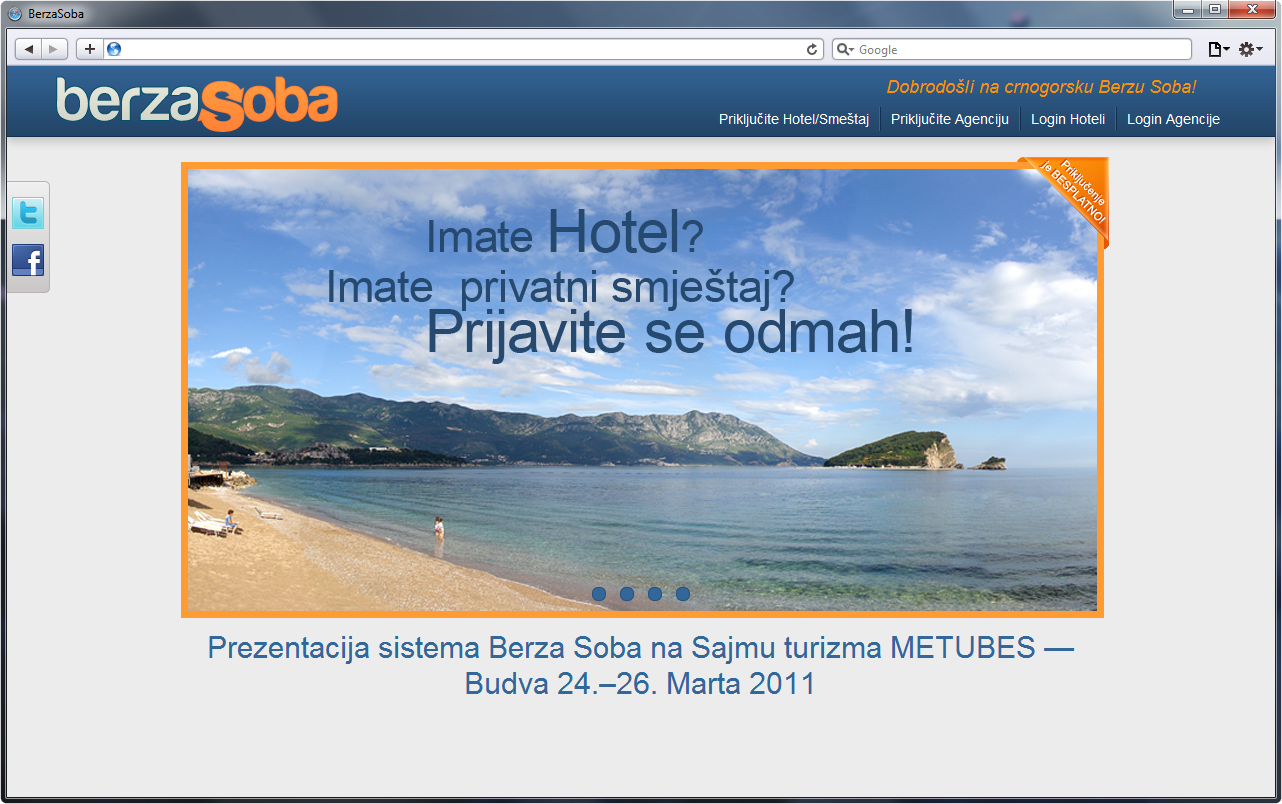 BerzaSoba
Google
berzaSoba
Dobrodošli na crnogorsku Berzu Soba!
Priključite Hotel/Smeštaj
Priključite Agenciju
Login Hoteli
Login Agencije
Priključenje
je BESPLATNO!
Imate Hotel?
Imate privatni smještaj?
Prijavite se odmah!
Prezentacija sistema Berza Soba na Sajmu turizma METUBES —
Budva 24.–26. Marta 2011